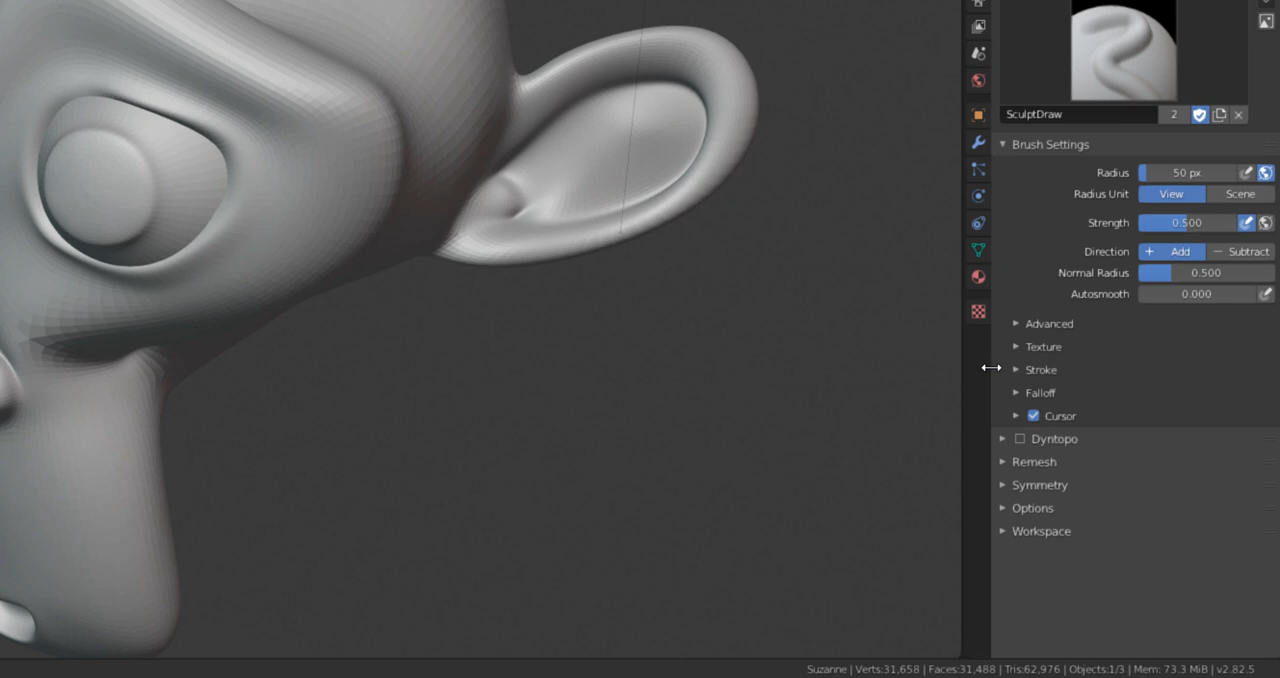 SculptDraw 2
Brush Settings
Radius 50 px
Radius Unit View Scene
Strength 0.500
Direction + Add − Subtract
Normal Radius 0.500
Autosmooth 0.000
Advanced
Texture
Stroke
Falloff
Cursor
Dyntopo
Remesh
Symmetry
Options
Workspace
Suzanne | Verts:31,658 | Faces:31,488 | Tris:62,976 | Objects:1/3 | Mem: 73.3 MiB | v2.82.5